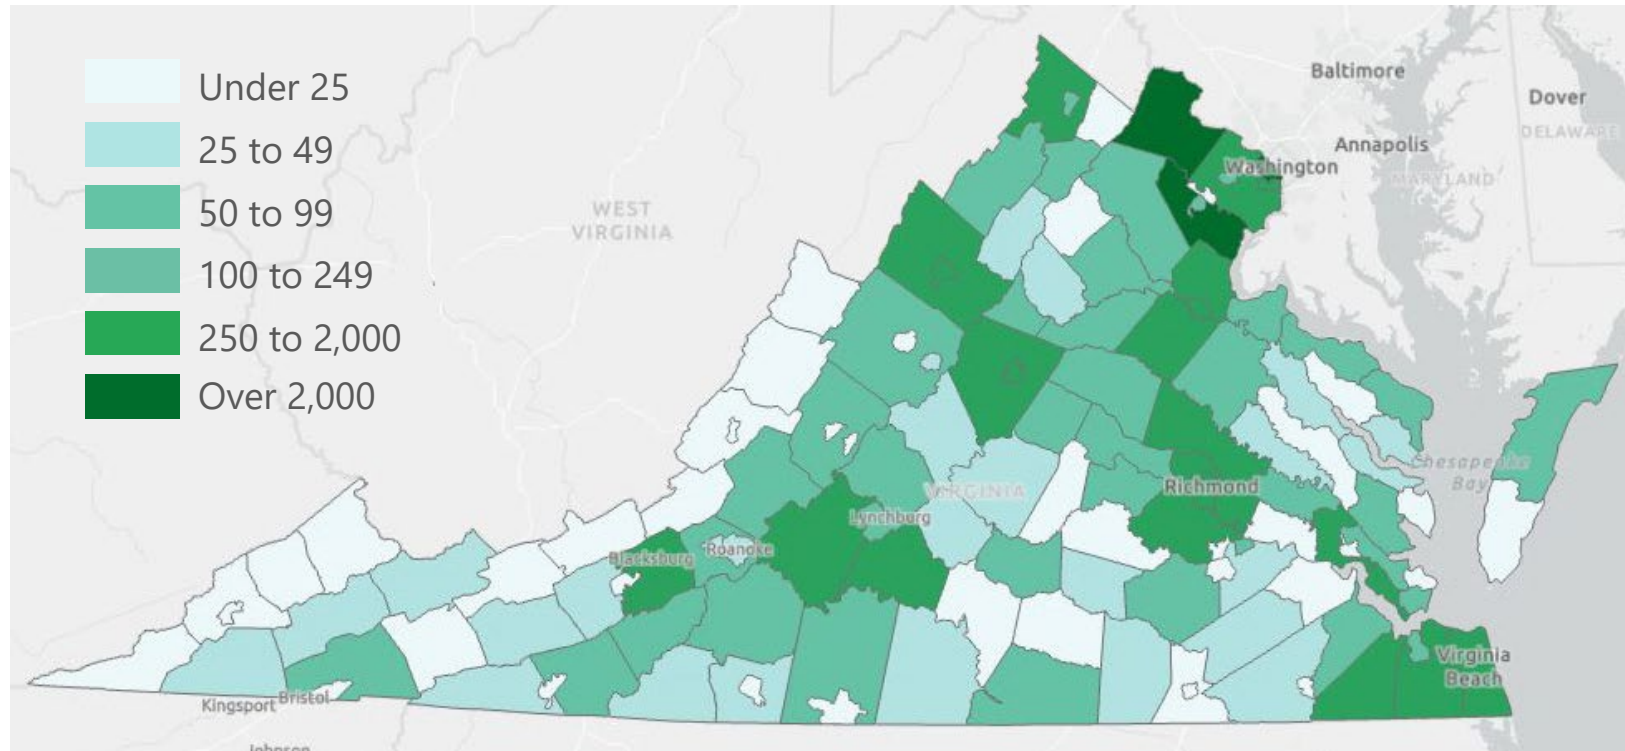 Under 25
25 to 49
50 to 99
100 to 249
250 to 2,000
Over 2,000
Baltimore
Dover
DELAWARE
Annapolis
Washington
MARYLAND
WEST
VIRGINIA
Chesapeake
Bay
VIRGINIA
Richmond
Lynchburg
Blacksburg
Roanoke
Virginia
Beach
Bristol
Kingsport
Johnson